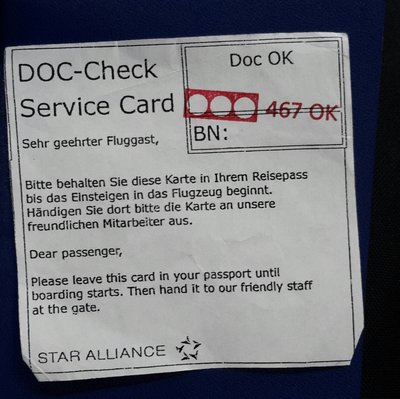 DOC-Check
Service Card
Doc OK
467 OK
BN:
Sehr geehrter Fluggast,
Bitte behalten Sie diese Karte in Ihrem Reisepass
bis das Einsteigen in das Flugzeug beginnt.
Händigen Sie dort bitte die Karte an unsere
freundlichen Mitarbeiter aus.
Dear passenger,
Please leave this card in your passport until
boarding starts. Then hand it to our friendly staff
at the gate.
STAR ALLIANCE